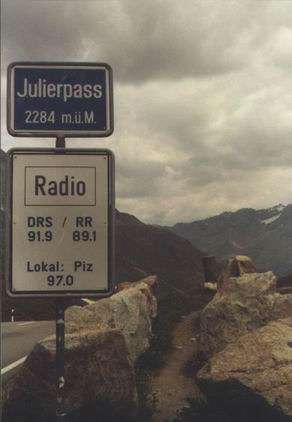 Julierpass
2284 m.ü.M.
Radio
DRS / RR
91.9 89.1
Lokal: Piz
97.0